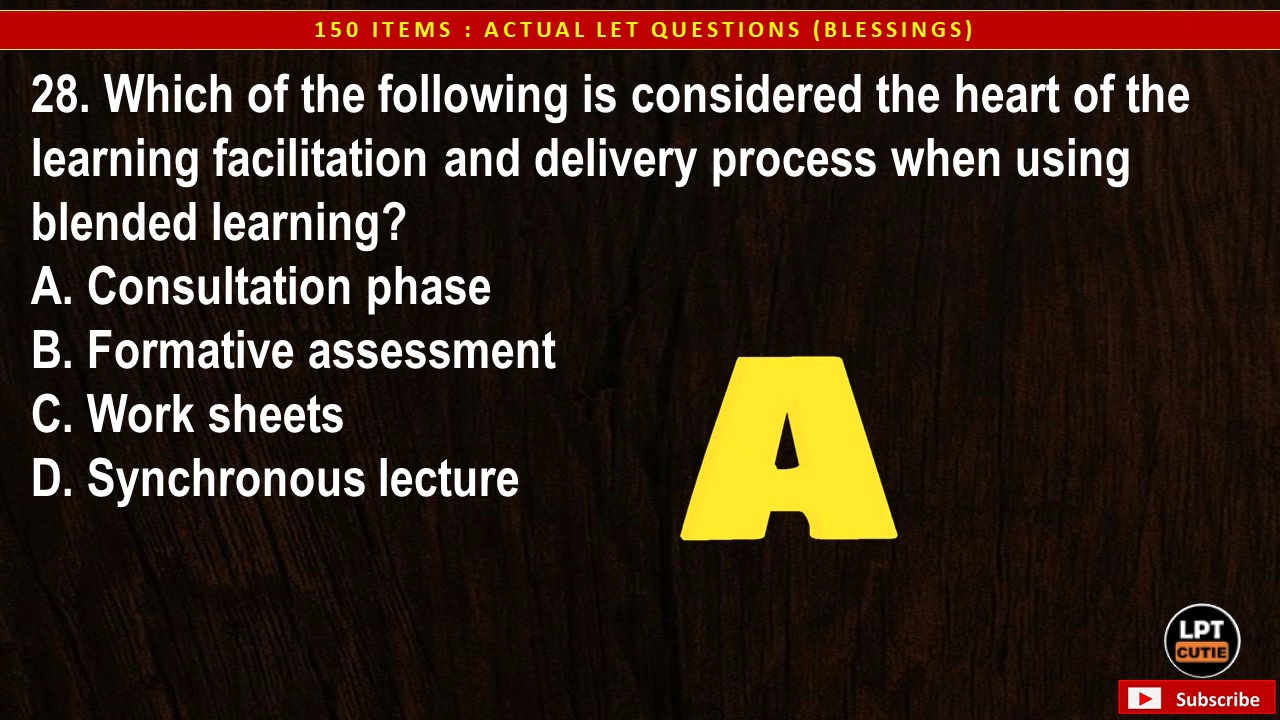 150 ITEMS : ACTUAL LET QUESTIONS (BLESSINGS)
28. Which of the following is considered the heart of the
learning facilitation and delivery process when using
blended learning?
A. Consultation phase
B. Formative assessment
C. Work sheets
D. Synchronous lecture
A
LPT
CUTIE
Subscribe